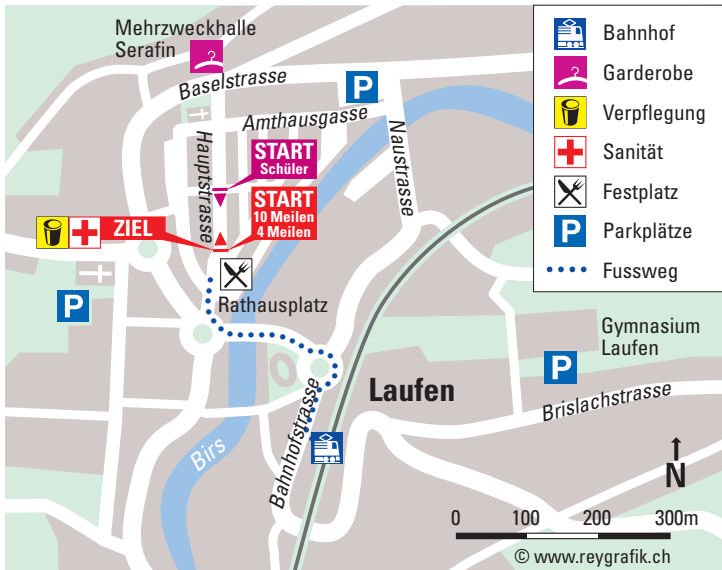 Mehrzweckhalle
Serafin
Baselstrasse
P
Amthausgasse
Hauptstrasse
Naustrasse
START
Schüler
START
10 Meilen
4 Meilen
ZIEL
Rathausplatz
P
Birs
Bahnhofstrasse
Laufen
Gymnasium
Laufen
P
Brislachstrasse
Bahnhof
Garderobe
Verpflegung
Sanität
Festplatz
P Parkplätze
Fussweg
N
0 100 200 300m
© www.reygrafik.ch